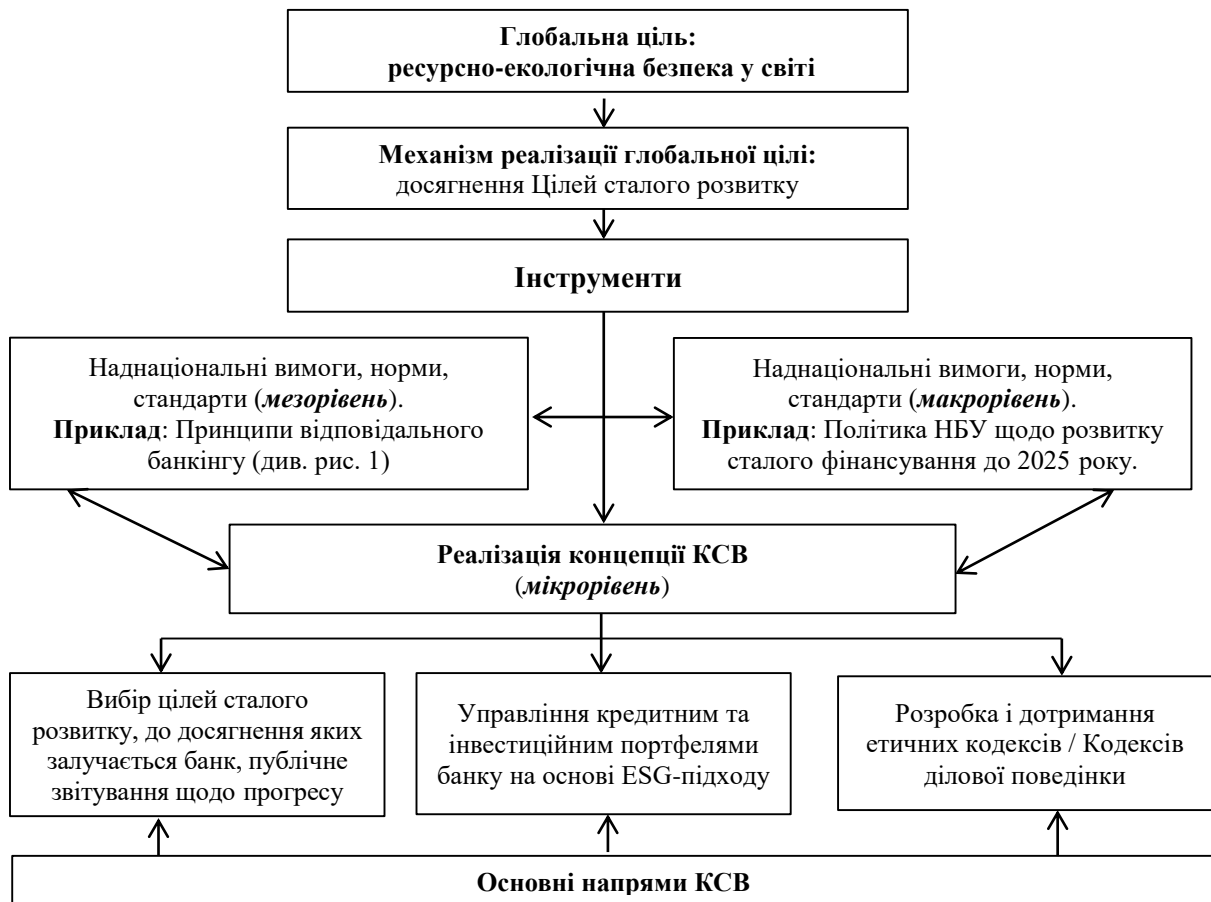 Глобальна ціль:
ресурсно-екологічна безпека у світі
Механізм реалізації глобальної цілі:
досягнення Цілей сталого розвитку
Інструменти
Наднаціональні вимоги, норми,
стандарти (мезорівень).
Приклад: Принципи відповідального
банкінгу (див. рис. 1)
Наднаціональні вимоги, норми,
стандарти (макрорівень).
Приклад: Політика НБУ щодо розвитку
сталого фінансування до 2025 року.
Реалізація концепції КСВ
(мікрорівень)
Вибір цілей сталого
розвитку, до досягнення яких
залучається банк, публічне
звітування щодо прогресу
Управління кредитним та
інвестиційним портфелями
банку на основі ESG-підходу
Розробка і дотримання
етичних кодексів / Кодексів
ділової поведінки
Основні напрями КСВ